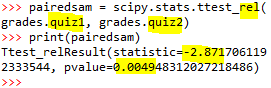 >>> pairedsam = scipy.stats.ttest_rel(
grades.quiz1, grades.quiz2)
>>> print(pairedsam)
Ttest_relResult(statistic=-2.871706119
2333544, pvalue=0.004948312027218486)
>>>